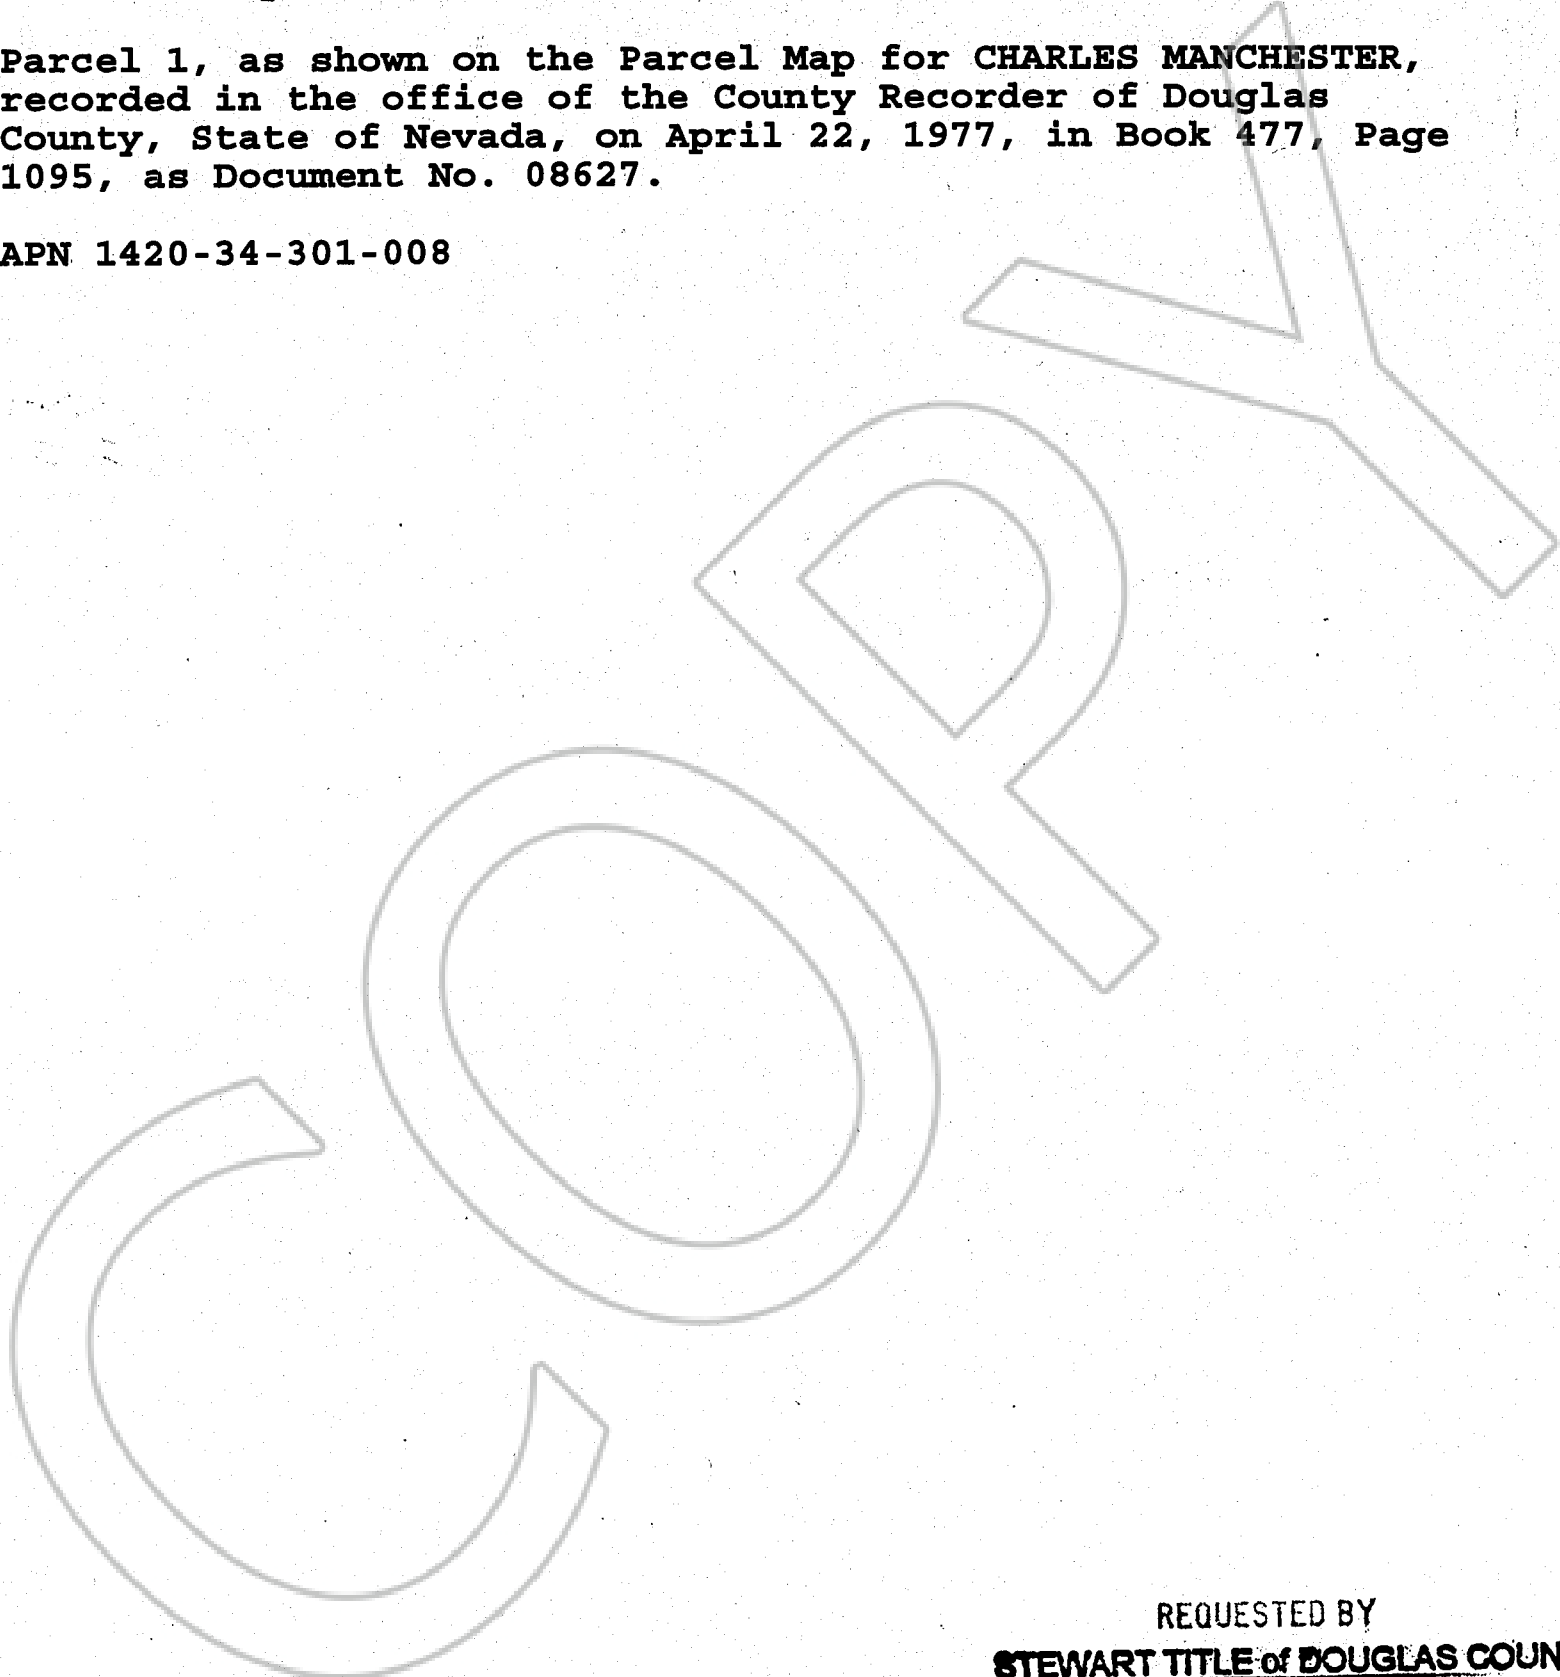 Parcel 1, as shown on the Parcel Map for CHARLES MANCHESTER,
recorded in the office of the County Recorder of Douglas
County, State of Nevada, on April 22, 1977, in Book 477, Page
1095, as Document No. 08627.
APN 1420-34-301-008
COPY
REQUESTED BY
STEWART TITLE of DOUGLAS COUN